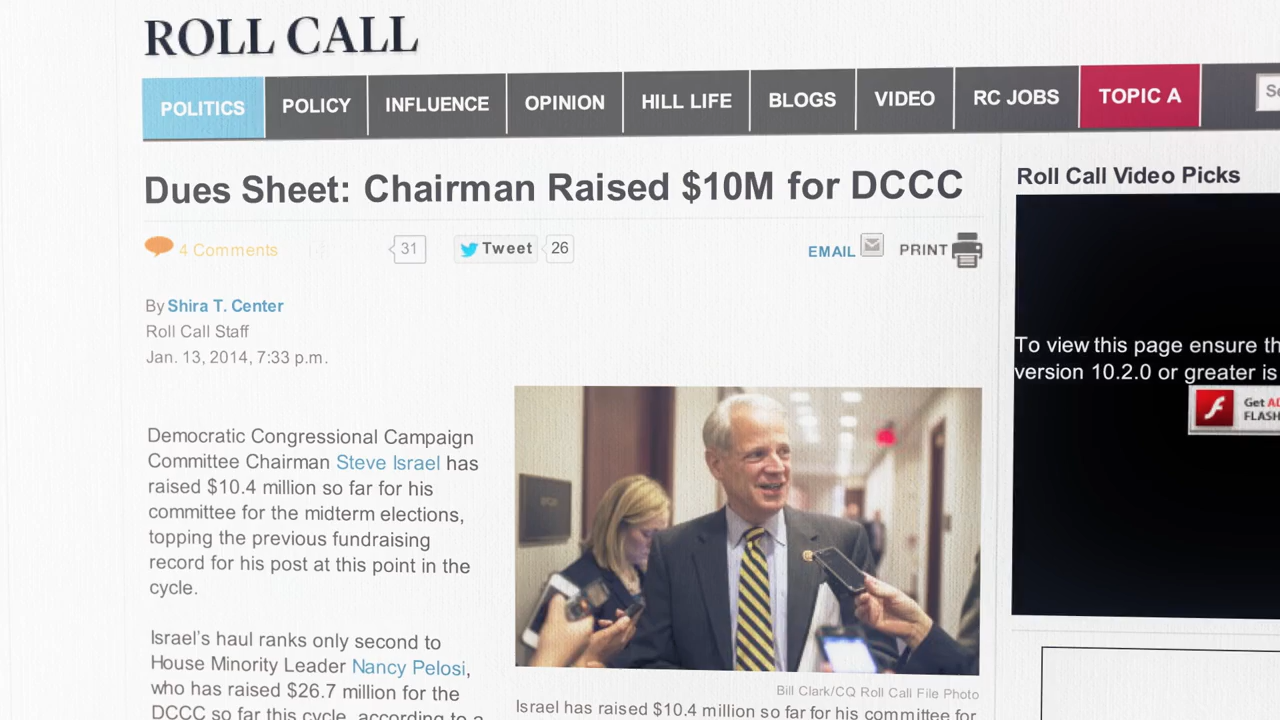 ROLL CALL
POLITICS POLICY INFLUENCE OPINION HILL LIFE BLOGS VIDEO RC JOBS TOPIC A
Dues Sheet: Chairman Raised $10M for DCCC
4 Comments 31 Tweet 26 EMAIL PRINT
By Shira T. Center
Roll Call Staff
Jan. 13, 2014, 7:33 p.m.
Democratic Congressional Campaign
Committee Chairman Steve Israel has
raised $10.4 million so far for his
committee for the midterm elections,
topping the previous fundraising
record for his post at this point in the
cycle.
Israel's haul ranks only second to
House Minority Leader Nancy Pelosi,
who has raised $26.7 million for the
DCCC so far this cycle, according to a
Bill Clark/CQ Roll Call File Photo
Israel has raised $10.4 million so far for his committee for
Roll Call Video Picks
To view this page ensure
version 10.2.0 or greater is
Get